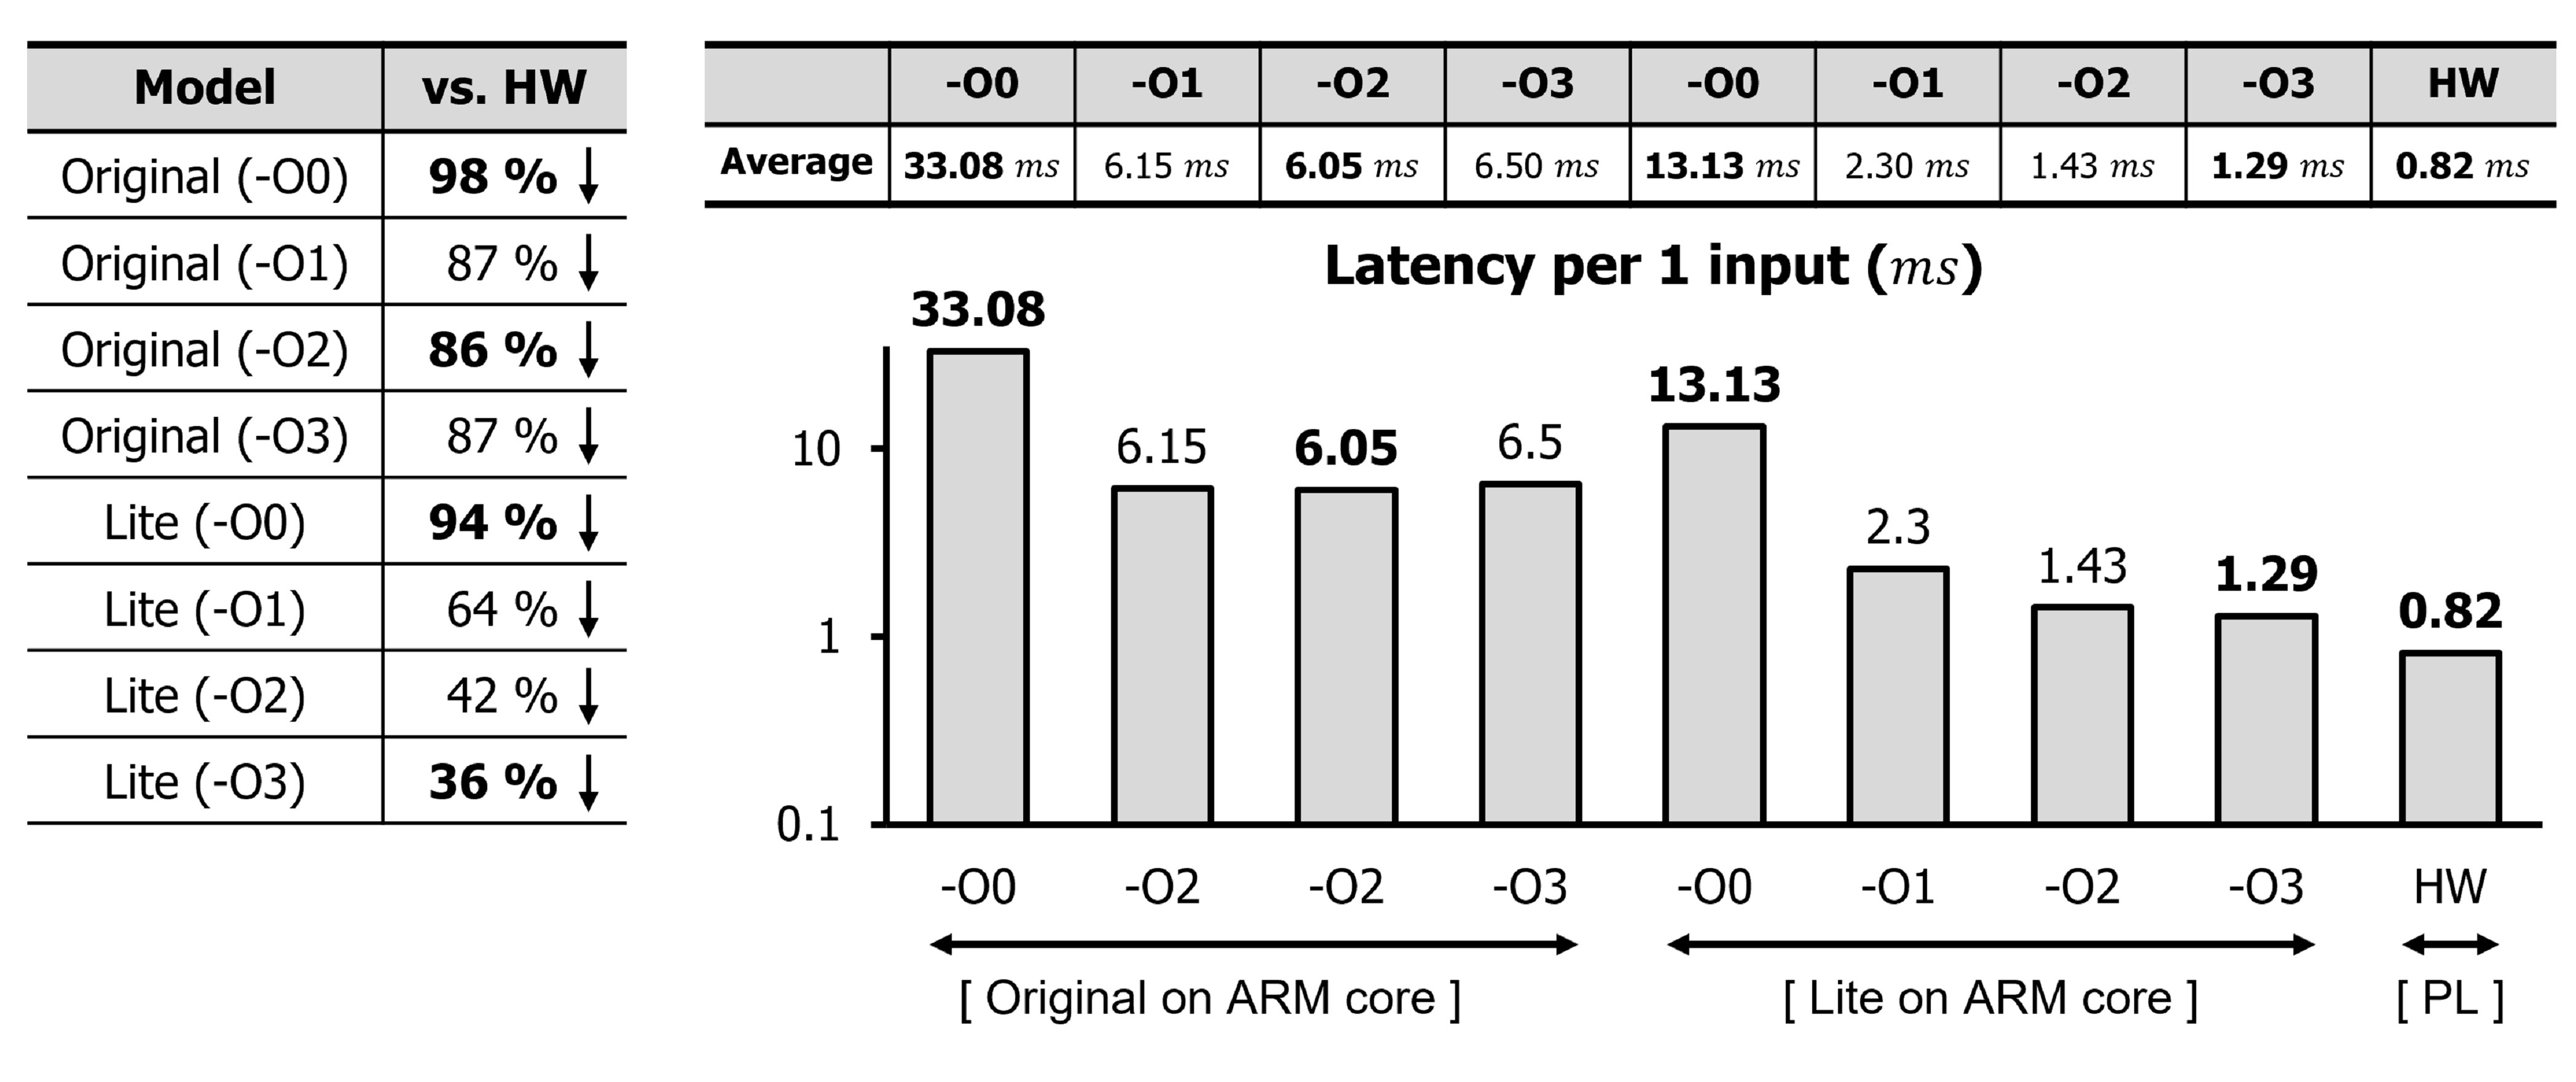 Model vs. HW
Original (-O0) 98 % ↓
Original (-O1) 87 % ↓
Original (-O2) 86 % ↓
Original (-O3) 87 % ↓
Lite (-O0) 94 % ↓
Lite (-O1) 64 % ↓
Lite (-O2) 42 % ↓
Lite (-O3) 36 % ↓
-O0 -O1 -O2 -O3 -O0 -O1 -O2 -O3 HW
Average 33.08 ms 6.15 ms 6.05 ms 6.50 ms 13.13 ms 2.30 ms 1.43 ms 1.29 ms 0.82 ms
Latency per 1 input (ms)
33.08 6.15 6.05 6.5 13.13 2.3 1.43 1.29 0.82
10
1
0.1
-O0 -O2 -O2 -O3 -O0 -O1 -O2 -O3 HW
[ Original on ARM core ] [ Lite on ARM core ] [ PL ]